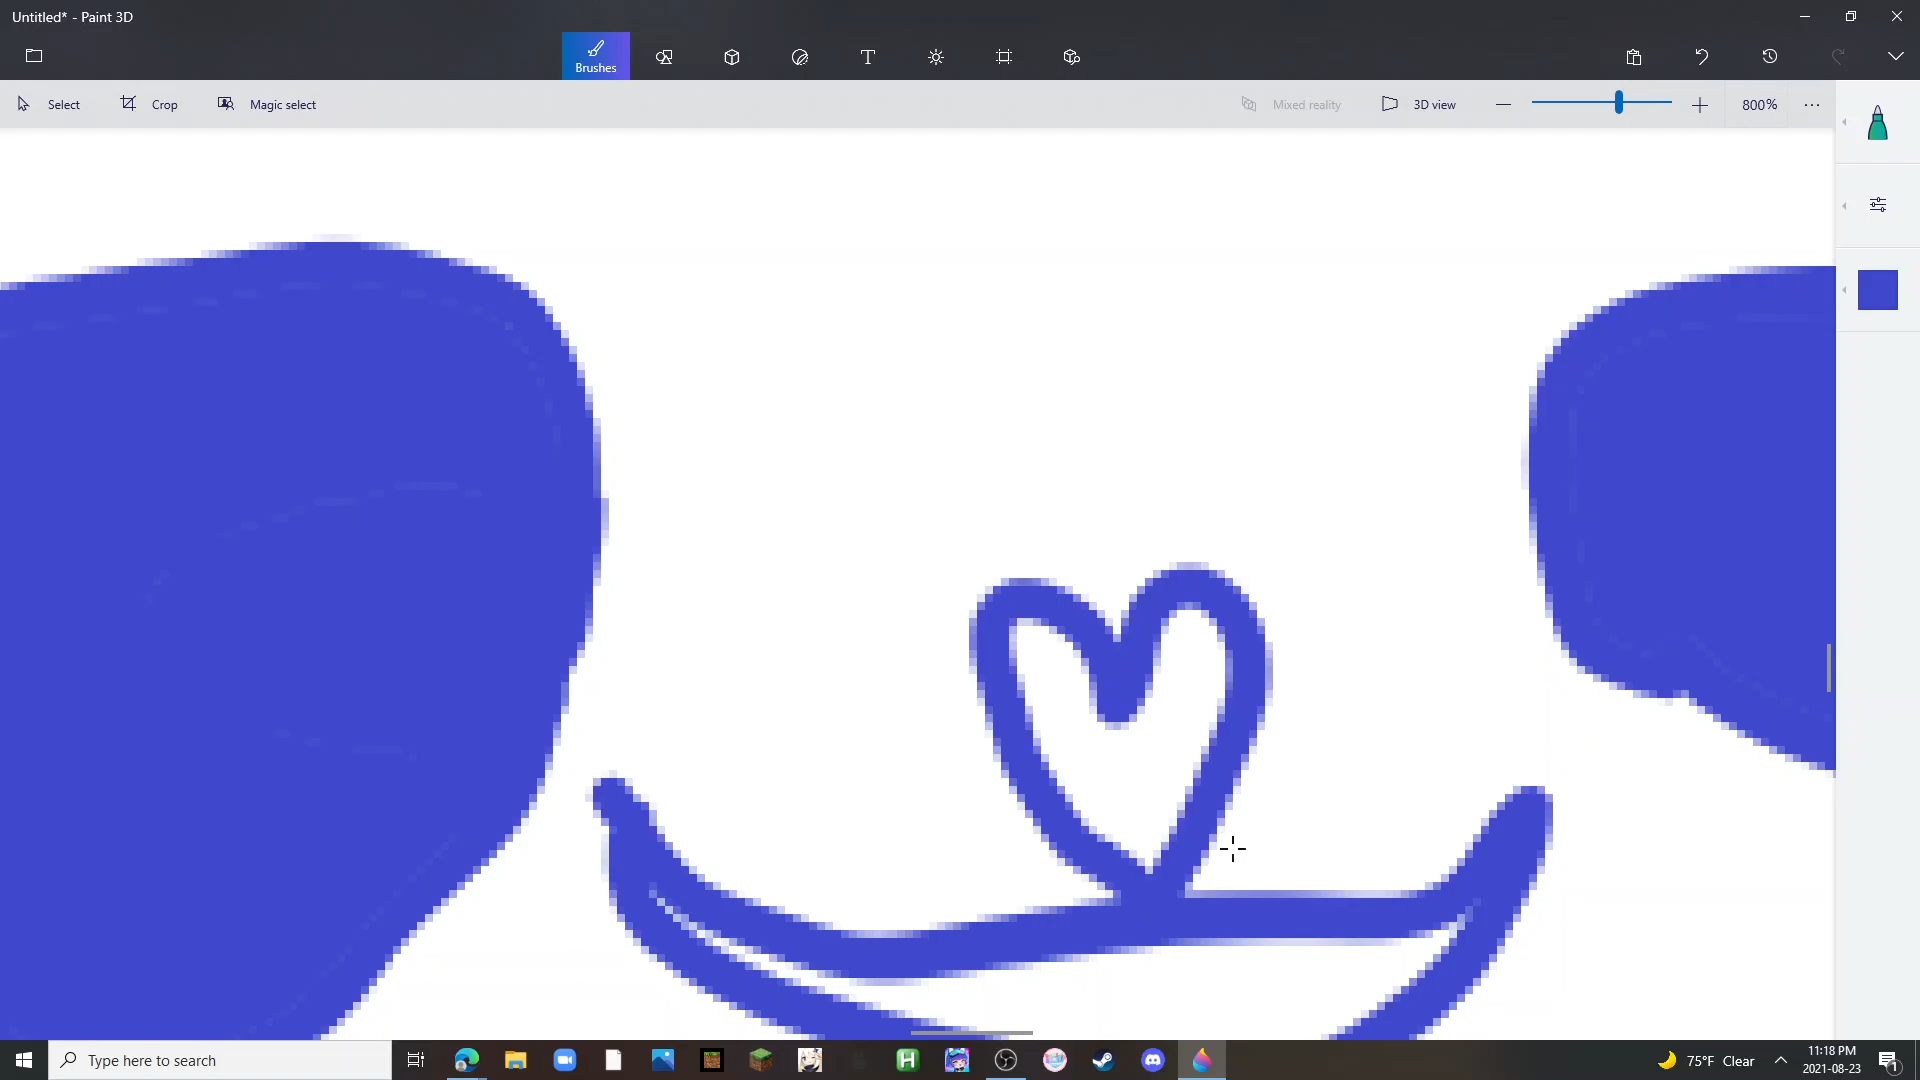 Untitled* - Paint 3D
Brushes
Select
Crop
Magic select
Mixed reality
3D view
800%
Type here to search
75°F Clear
11:18 PM
2021-08-23
1